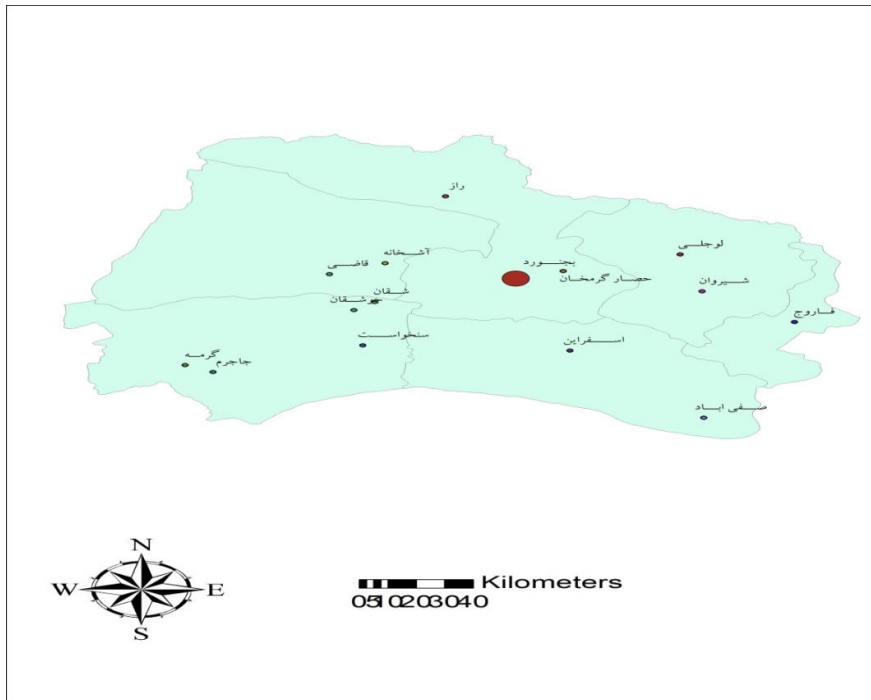 راز
لوجلی
آشخانه
بجنورد
قاضی
حصار گرمخان
شیروان
شقان
جوشقان
فاروج
سنخواست
اسفراین
گرمه
جاجرم
صفی اباد
N
W
E
S
Kilometers
0 5 10 20 30 40